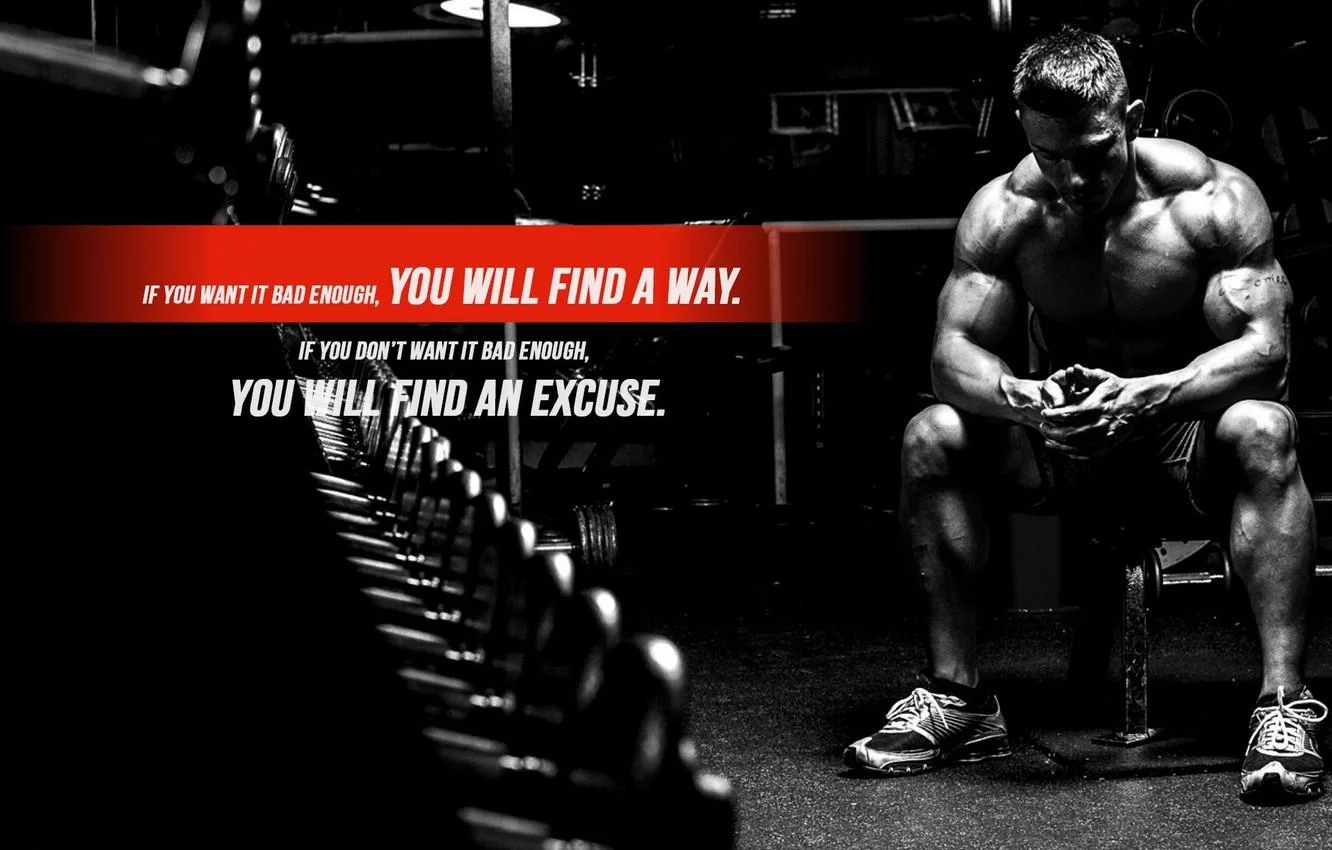 IF YOU WANT IT BAD ENOUGH, YOU WILL FIND A WAY.
IF YOU DON'T WANT IT BAD ENOUGH,
YOU WILL FIND AN EXCUSE.